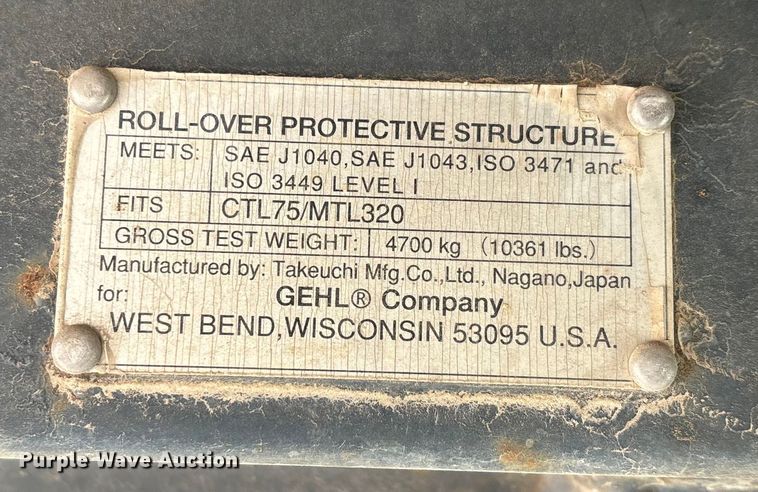 ROLL-OVER PROTECTIVE STRUCTURE
MEETS: SAE J1040,SAE J1043,ISO 3471 and
ISO 3449 LEVEL I
FITS CTL75/MTL320
GROSS TEST WEIGHT: 4700 kg (10361 lbs.)
Manufactured by: Takeuchi Mfg.Co.,Ltd., Nagano,Japan
for: GEHL® Company
WEST BEND,WISCONSIN 53095 U.S.A.
Purple Wave Auction